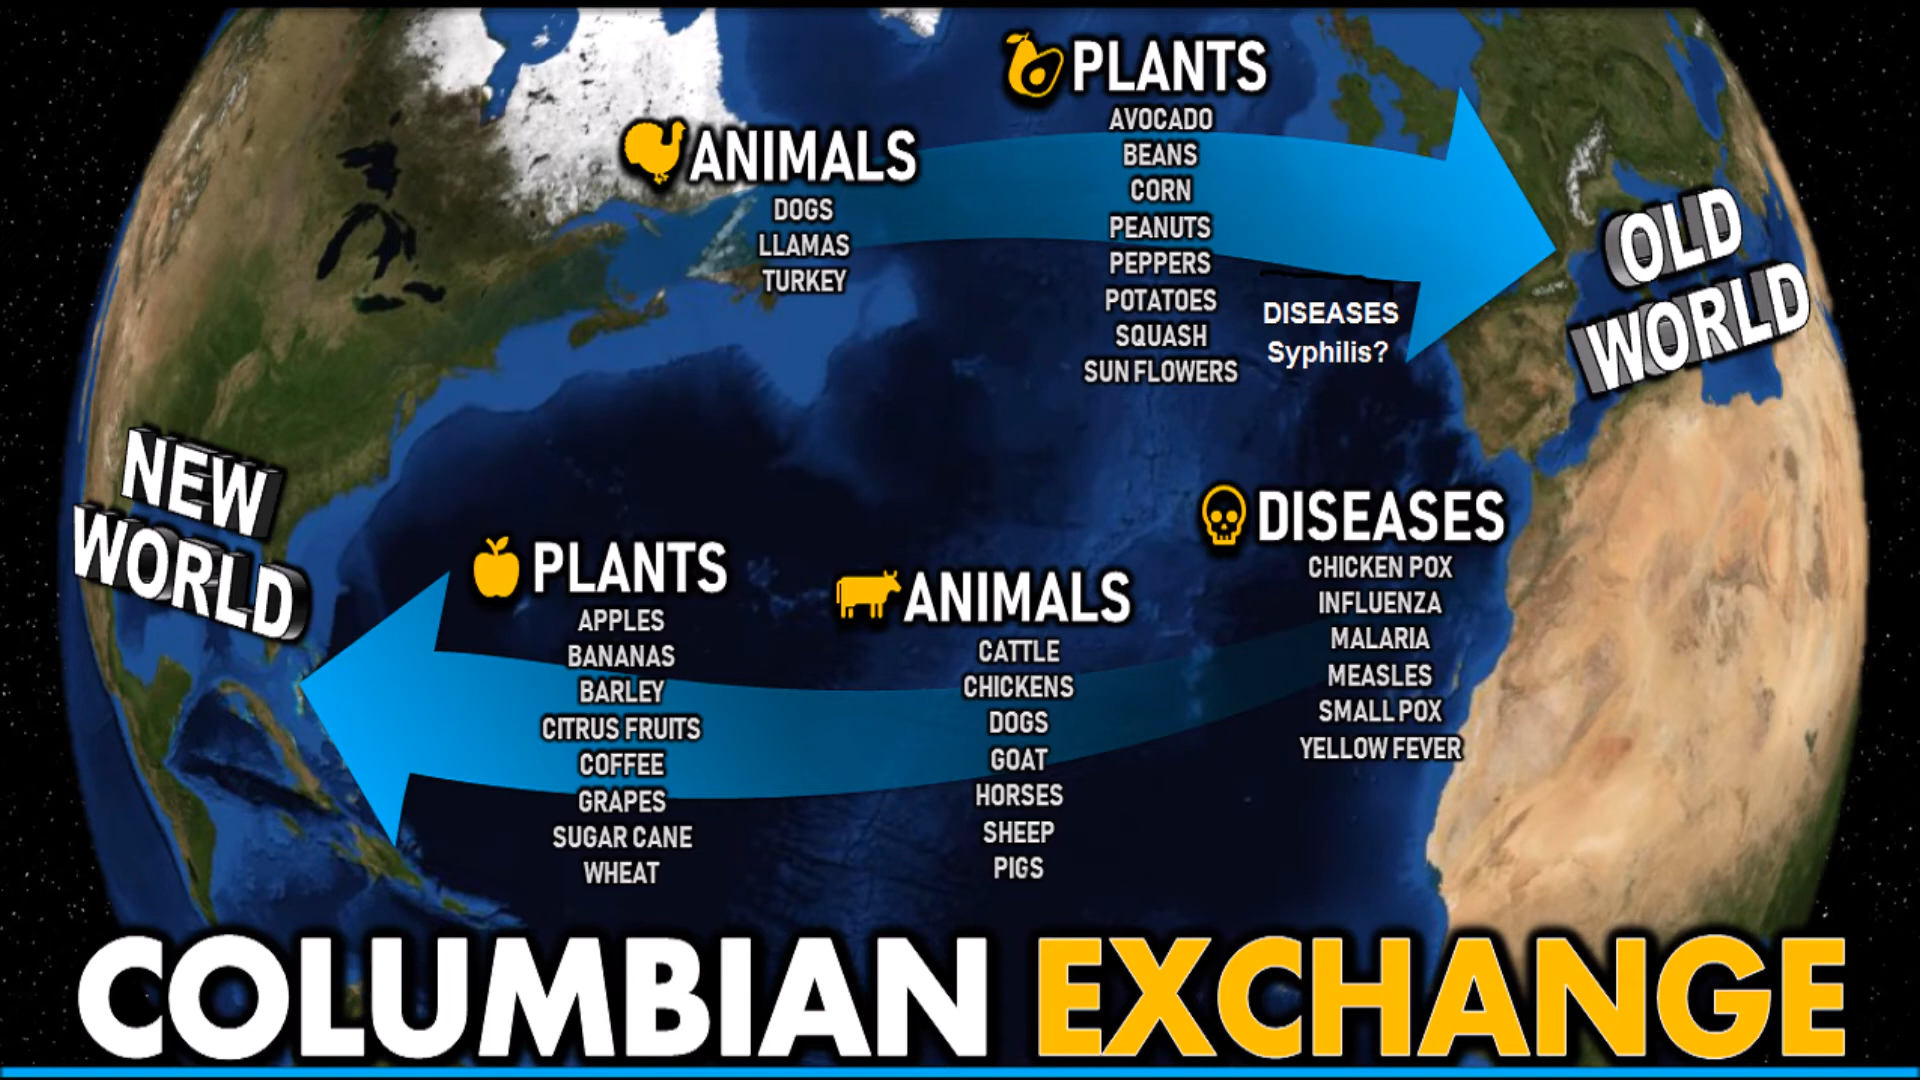 PLANTS
AVOCADO
BEANS
CORN
PEANUTS
PEPPERS
POTATOES
SQUASH
SUN FLOWERS
ANIMALS
DOGS
LLAMAS
TURKEY
DISEASES
Syphilis?
OLD
WORLD
NEW
WORLD
PLANTS
APPLES
BANANAS
BARLEY
CITRUS FRUITS
COFFEE
GRAPES
SUGAR CANE
WHEAT
ANIMALS
CATTLE
CHICKENS
DOGS
GOAT
HORSES
SHEEP
PIGS
DISEASES
CHICKEN POX
INFLUENZA
MALARIA
MEASLES
SMALL POX
YELLOW FEVER
COLUMBIAN EXCHANGE